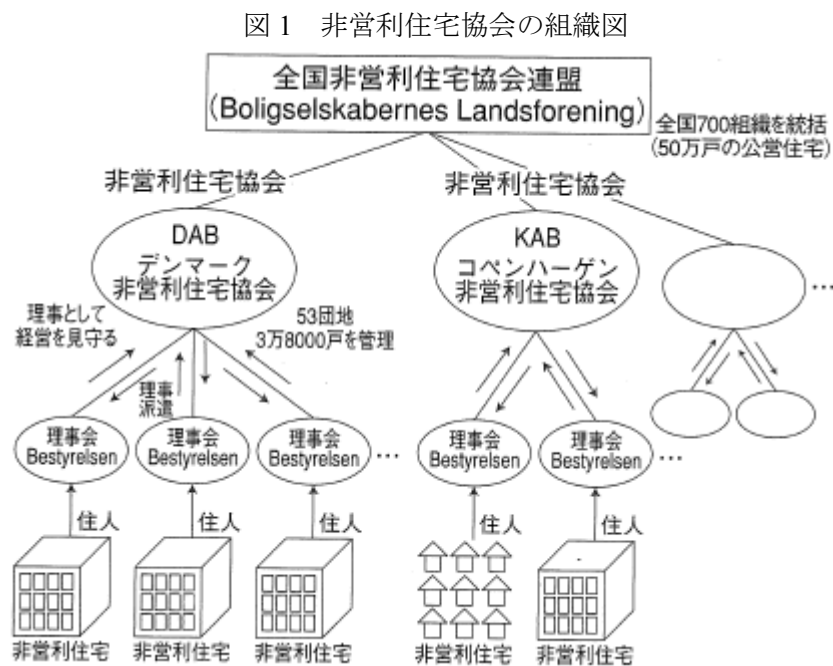 図1 非営利住宅協会の組織図
全国非営利住宅協会連盟
(Boligselskabernes Landsforening)
全国700組織を統括
(50万戸の公営住宅)
非営利住宅協会
非営利住宅協会
DAB
デンマーク
非営利住宅協会
KAB
コペンハーゲン
非営利住宅協会
…
理事として
経営を見守る
53団地
3万8000戸を管理
理事
派遣
理事会
Bestyrelsen
理事会
Bestyrelsen
理事会
Bestyrelsen
…
理事会
Bestyrelsen
理事会
Bestyrelsen
…
住人
住人
住人
住人
住人
非営利住宅
非営利住宅
非営利住宅
非営利住宅
非営利住宅